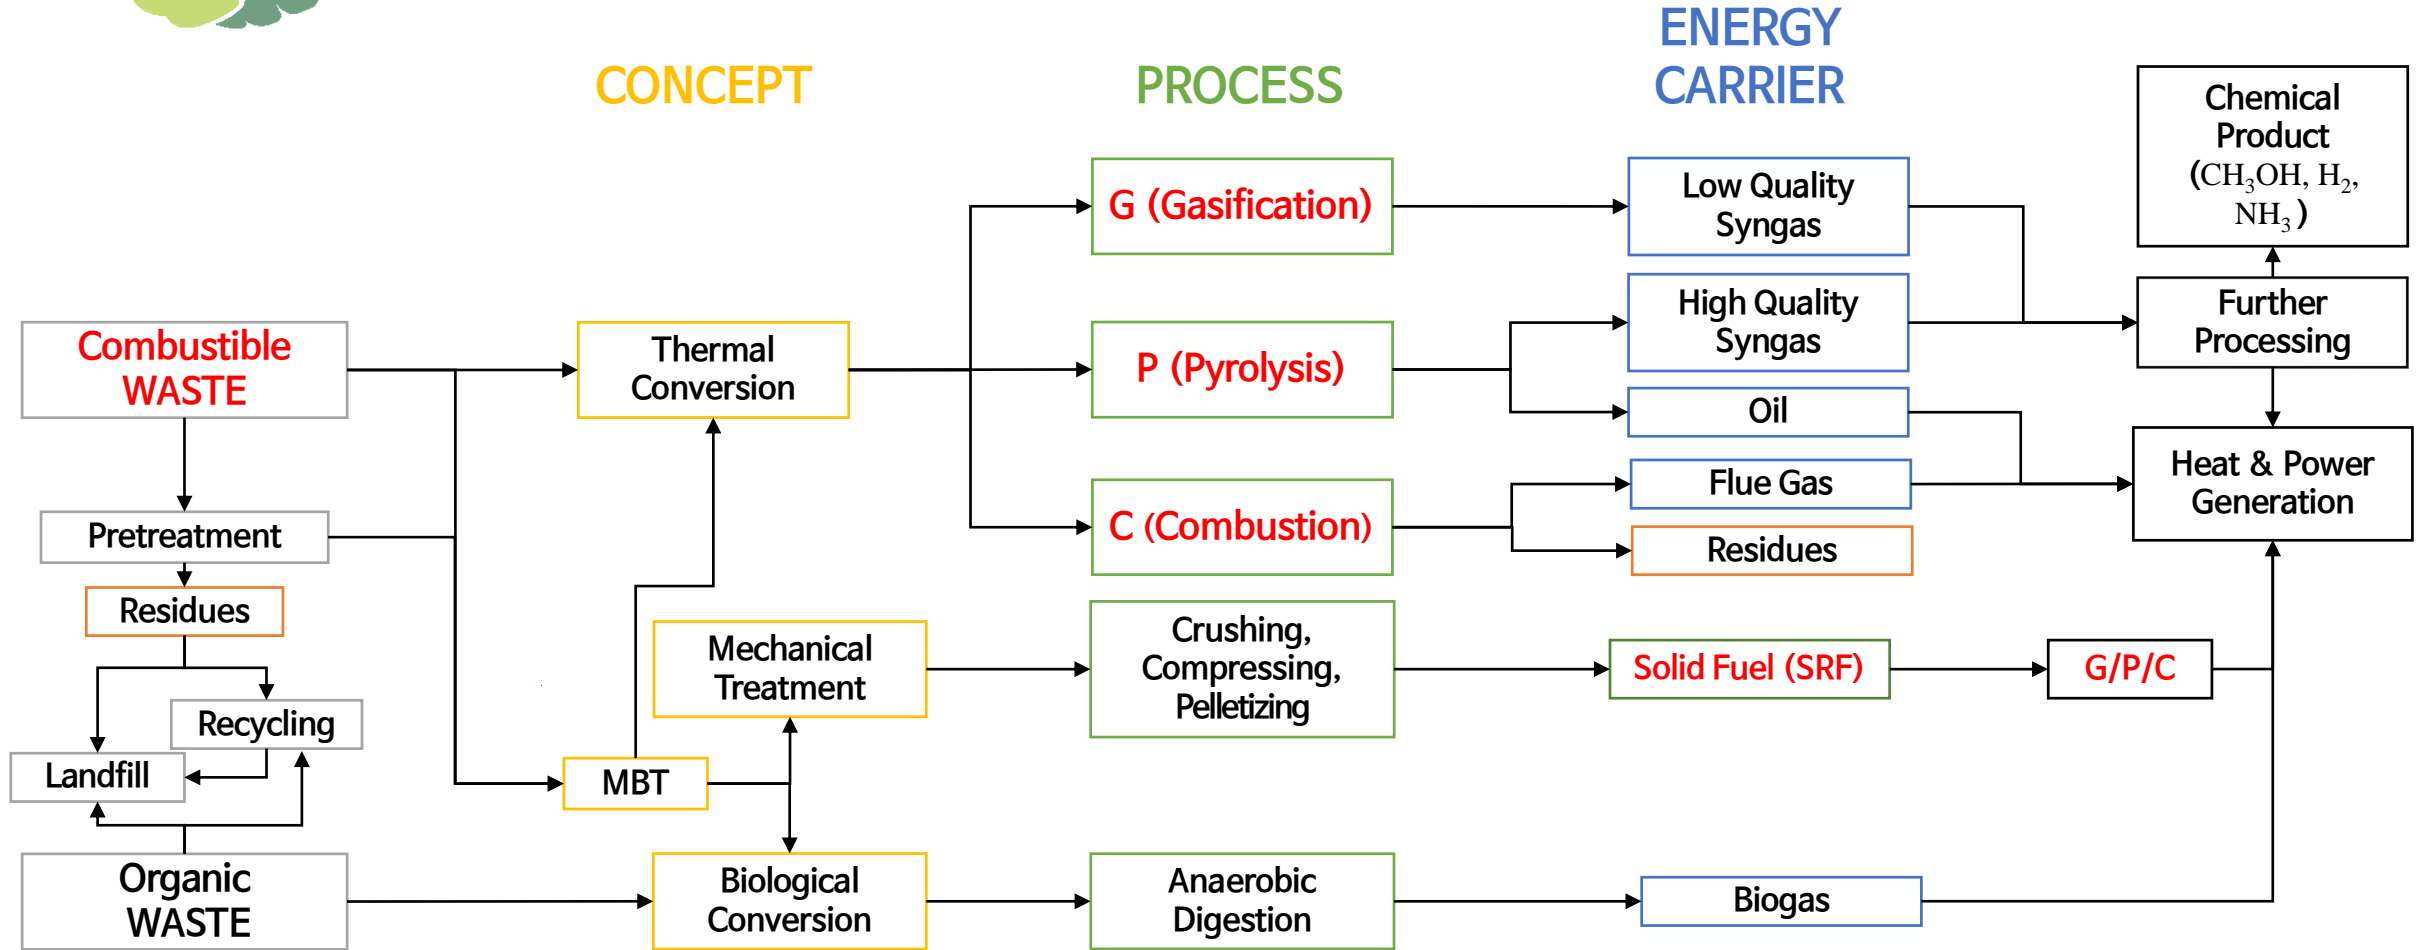 ENERGY
CARRIER
CONCEPT
PROCESS
Chemical
Product
(CH₃OH, H₂,
NH₃)
G (Gasification)
Low Quality
Syngas
High Quality
Syngas
Further
Processing
Combustible
WASTE
Thermal
Conversion
P (Pyrolysis)
Oil
Flue Gas
Heat & Power
Generation
Pretreatment
C (Combustion)
Residues
Residues
Mechanical
Treatment
Crushing,
Compressing,
Pelletizing
Solid Fuel (SRF)
G/P/C
Recycling
Landfill
MBT
Organic
WASTE
Biological
Conversion
Anaerobic
Digestion
Biogas